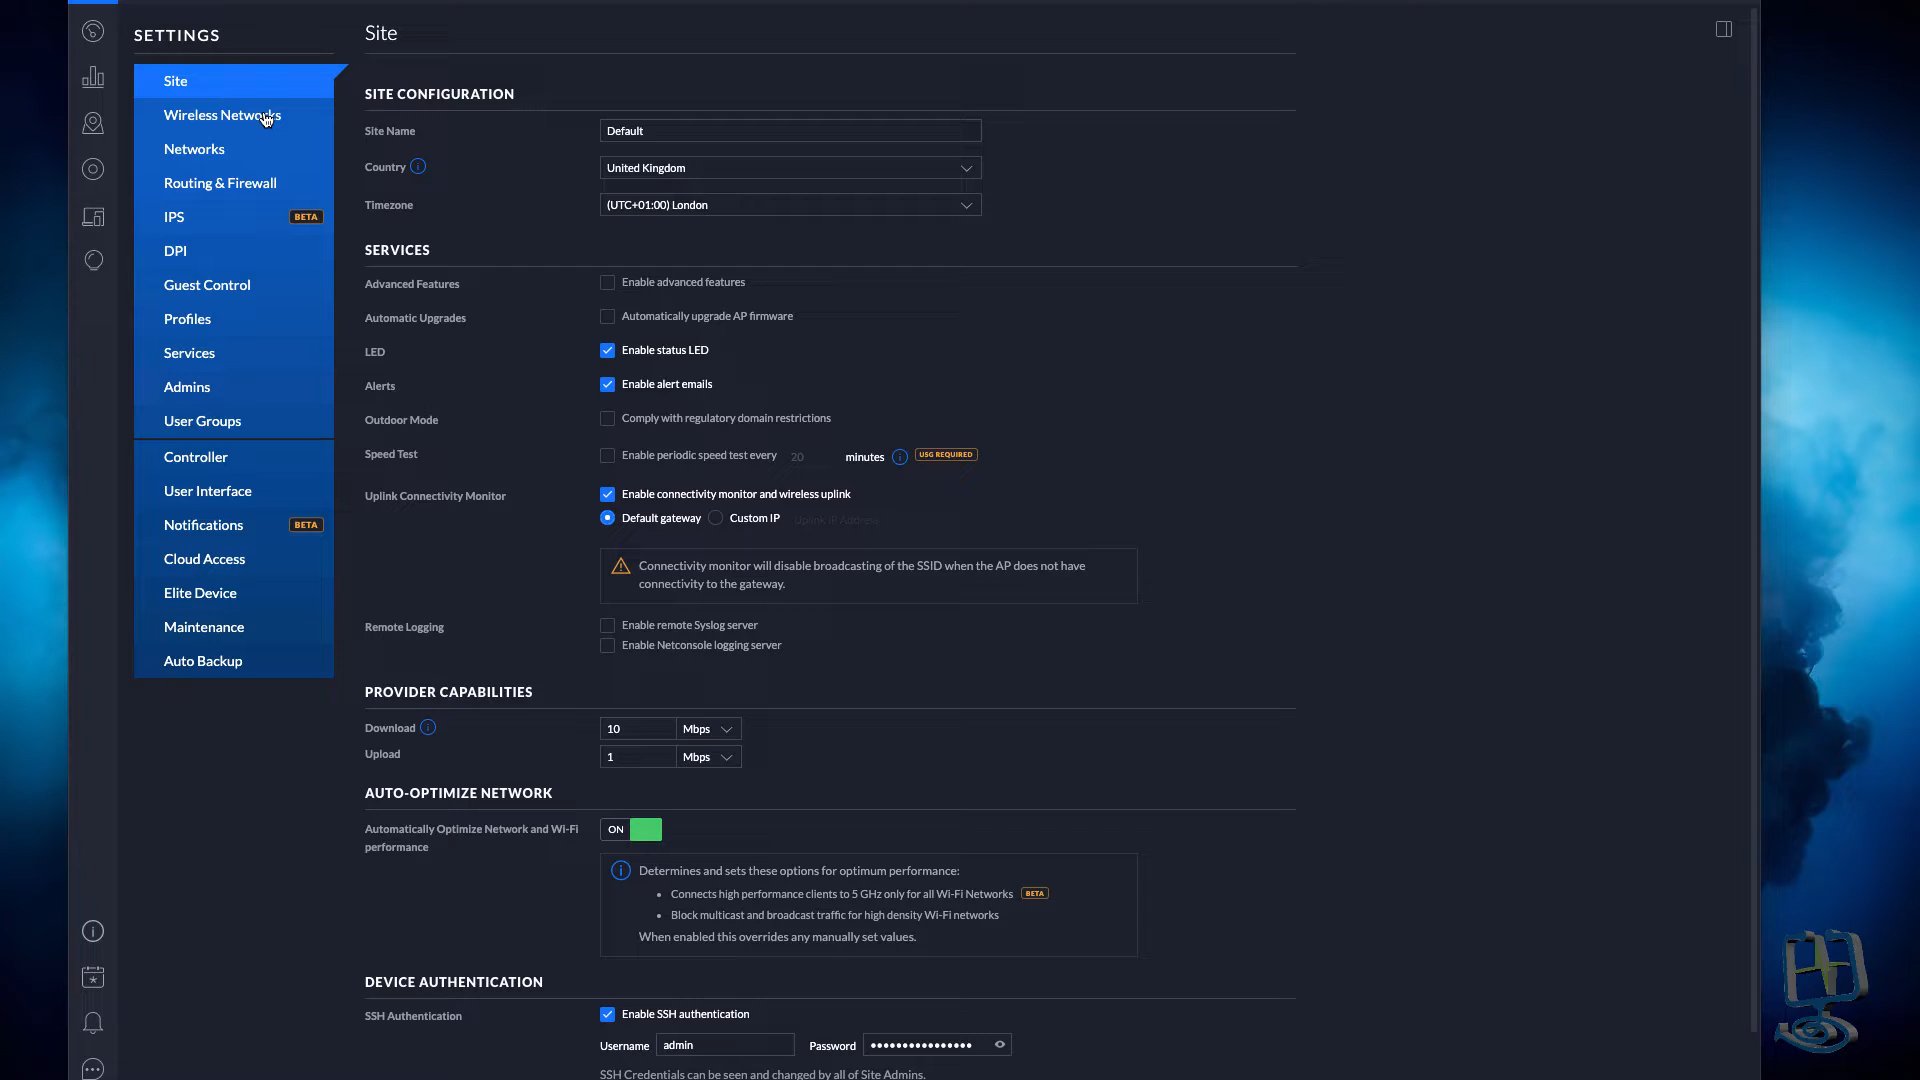 SETTINGS
Site
Wireless Networks
Networks
Routing & Firewall
IPS BETA
DPI
Guest Control
Profiles
Services
Admins
User Groups
Controller
User Interface
Notifications BETA
Cloud Access
Elite Device
Maintenance
Auto Backup
Site
SITE CONFIGURATION
Site Name Default
Country United Kingdom
Timezone (UTC+01:00) London
SERVICES
Advanced Features Enable advanced features
Automatic Upgrades Automatically upgrade AP firmware
LED Enable status LED
Alerts Enable alert emails
Outdoor Mode Comply with regulatory domain restrictions
Speed Test Enable periodic speed test every 20 minutes USG REQUIRED
Uplink Connectivity Monitor Enable connectivity monitor and wireless uplink
Default gateway Custom IP Uplink IP Address
Connectivity monitor will disable broadcasting of the SSID when the AP does not have
connectivity to the gateway.
Remote Logging Enable remote Syslog server
Enable Netconsole logging server
PROVIDER CAPABILITIES
Download 10 Mbps
Upload 1 Mbps
AUTO-OPTIMIZE NETWORK
Automatically Optimize Network and Wi-Fi ON
performance
Determines and sets these options for optimum performance:
• Connects high performance clients to 5 GHz only for all Wi-Fi Networks BETA
• Block multicast and broadcast traffic for high density Wi-Fi networks
When enabled this overrides any manually set values.
DEVICE AUTHENTICATION
SSH Authentication Enable SSH authentication
Username admin Password ••••••••••••••••
SSH Credentials can be seen and changed by all of Site Admins.